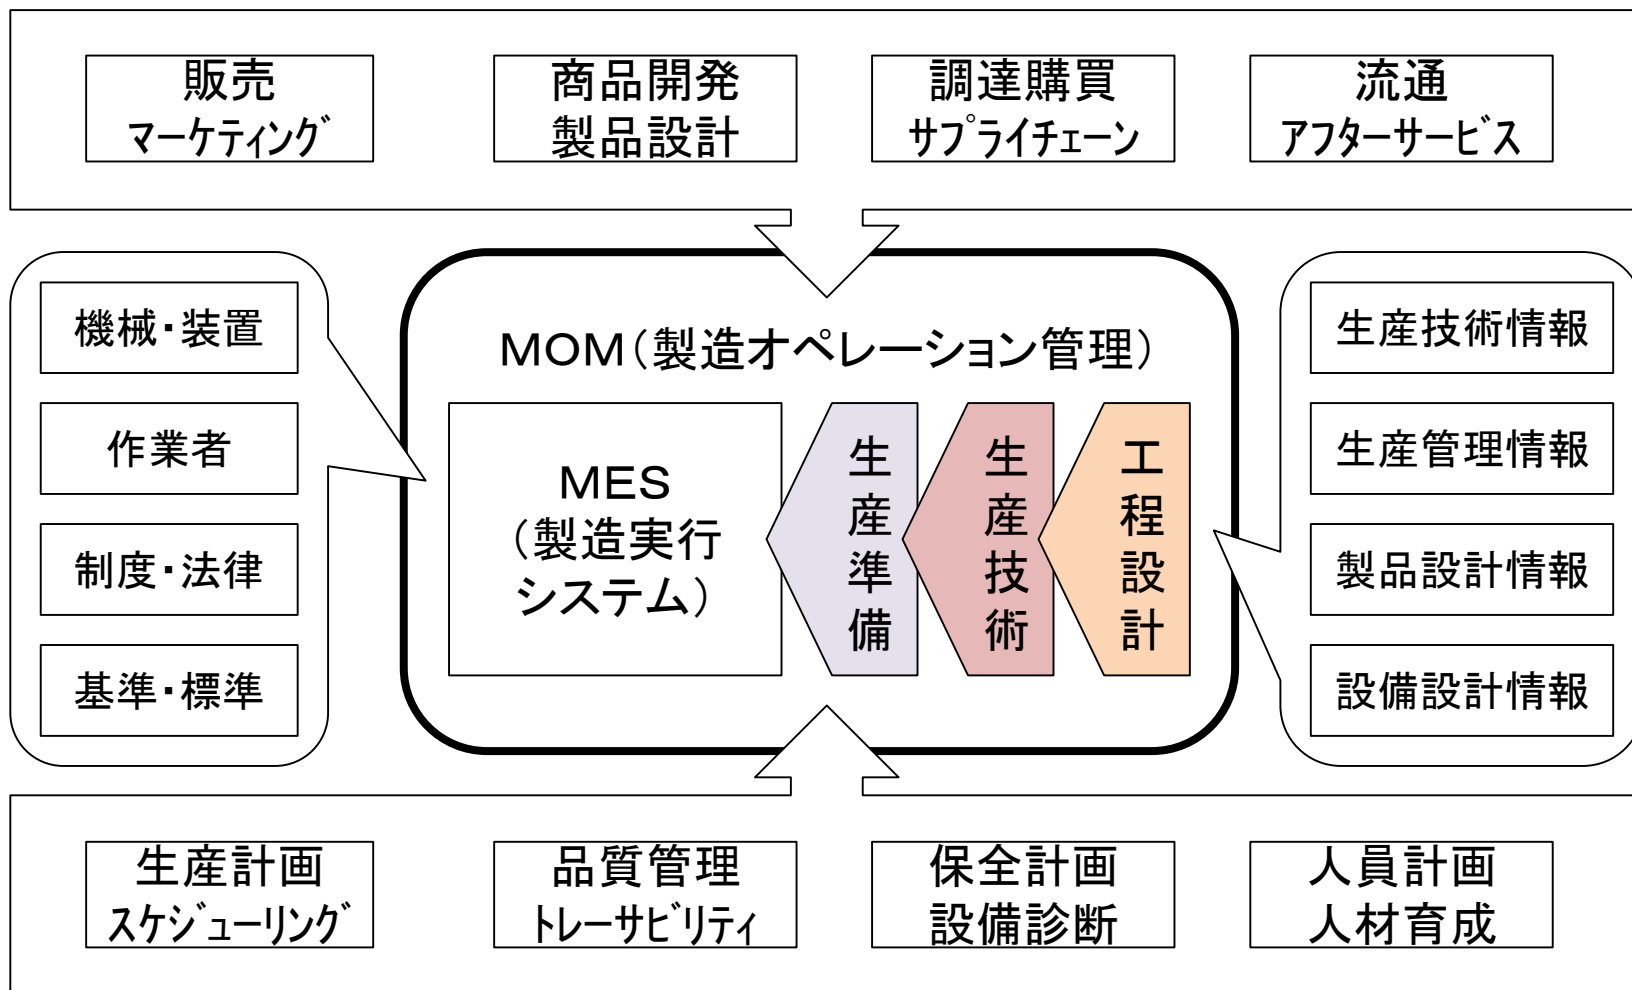 販売
マーケティング
商品開発
製品設計
調達購買
サプライチェーン
流通
アフターサービス
機械・装置
作業者
制度・法律
基準・標準
MOM（製造オペレーション管理）
MES
（製造実行
システム）
生産準備
生産技術
工程設計
生産技術情報
生産管理情報
製品設計情報
設備設計情報
生産計画
スケジューリング
品質管理
トレーサビリティ
保全計画
設備診断
人員計画
人材育成